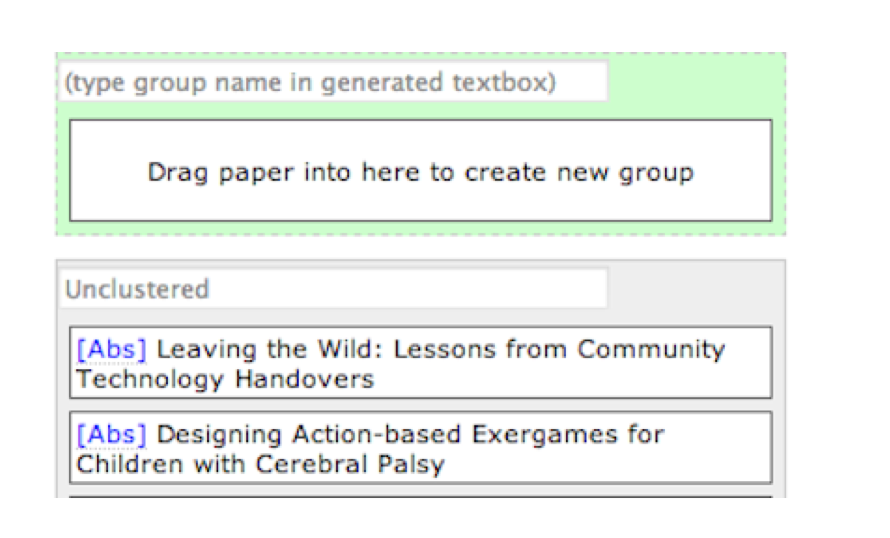 (type group name in generated textbox)
Drag paper into here to create new group
Unclustered
[Abs] Leaving the Wild: Lessons from Community
Technology Handovers
[Abs] Designing Action-based Exergames for
Children with Cerebral Palsy